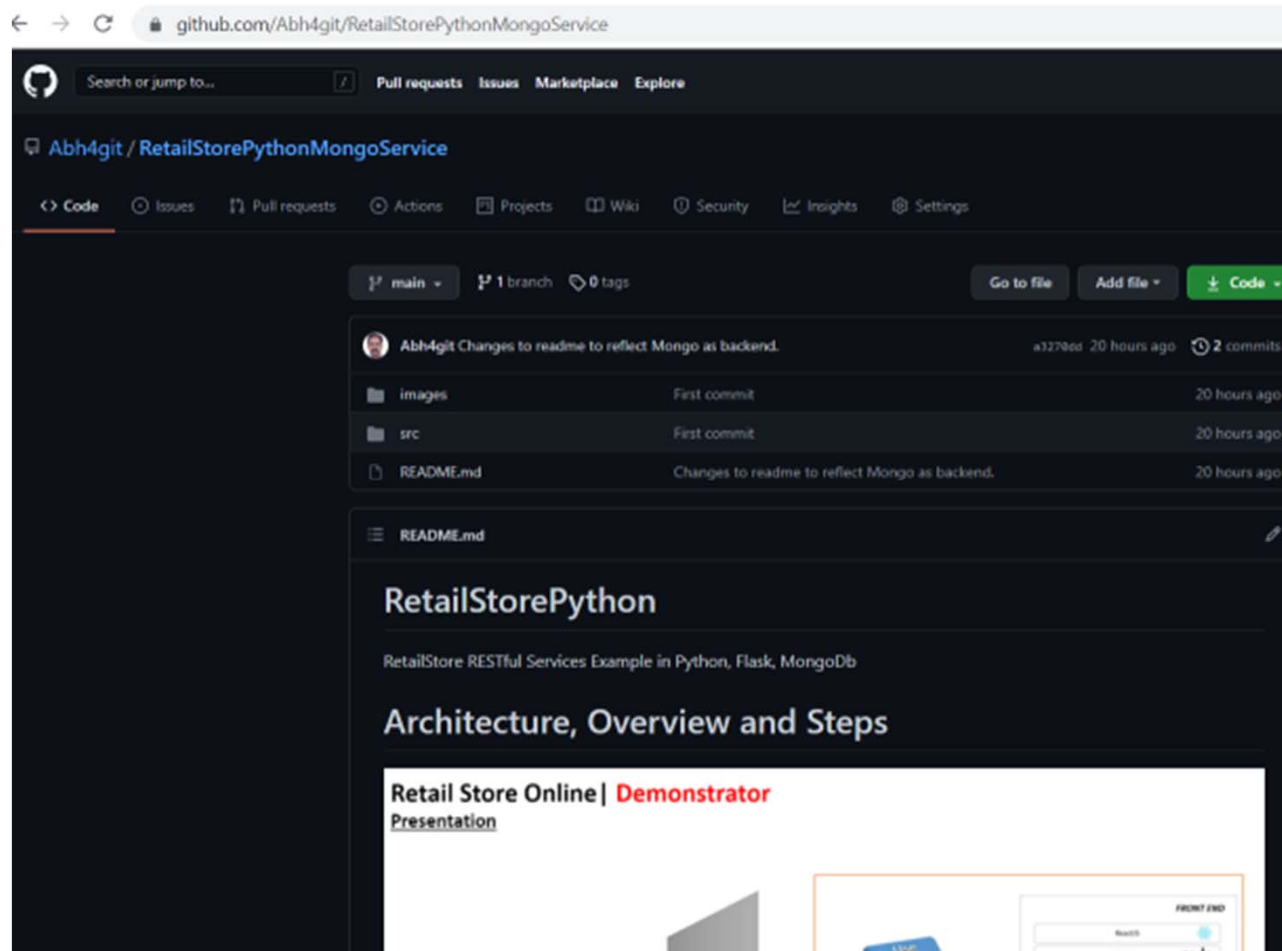 github.com/Abh4git/RetailStorePythonMongoService
Search or jump to... / Pull requests Issues Marketplace Explore
Abh4git / RetailStorePythonMongoService
<> Code Issues Pull requests Actions Projects Wiki Security Insights Settings
main 1 branch 0 tags Go to file Add file Code
Abh4git Changes to readme to reflect Mongo as backend. a3270dd 20 hours ago 2 commits
images First commit 20 hours ago
src First commit 20 hours ago
README.md Changes to readme to reflect Mongo as backend. 20 hours ago
README.md
RetailStorePython
RetailStore RESTful Services Example in Python, Flask, MongoDb
Architecture, Overview and Steps
Retail Store Online| Demonstrator
Presentation
FRONT END
ReactJS
Use